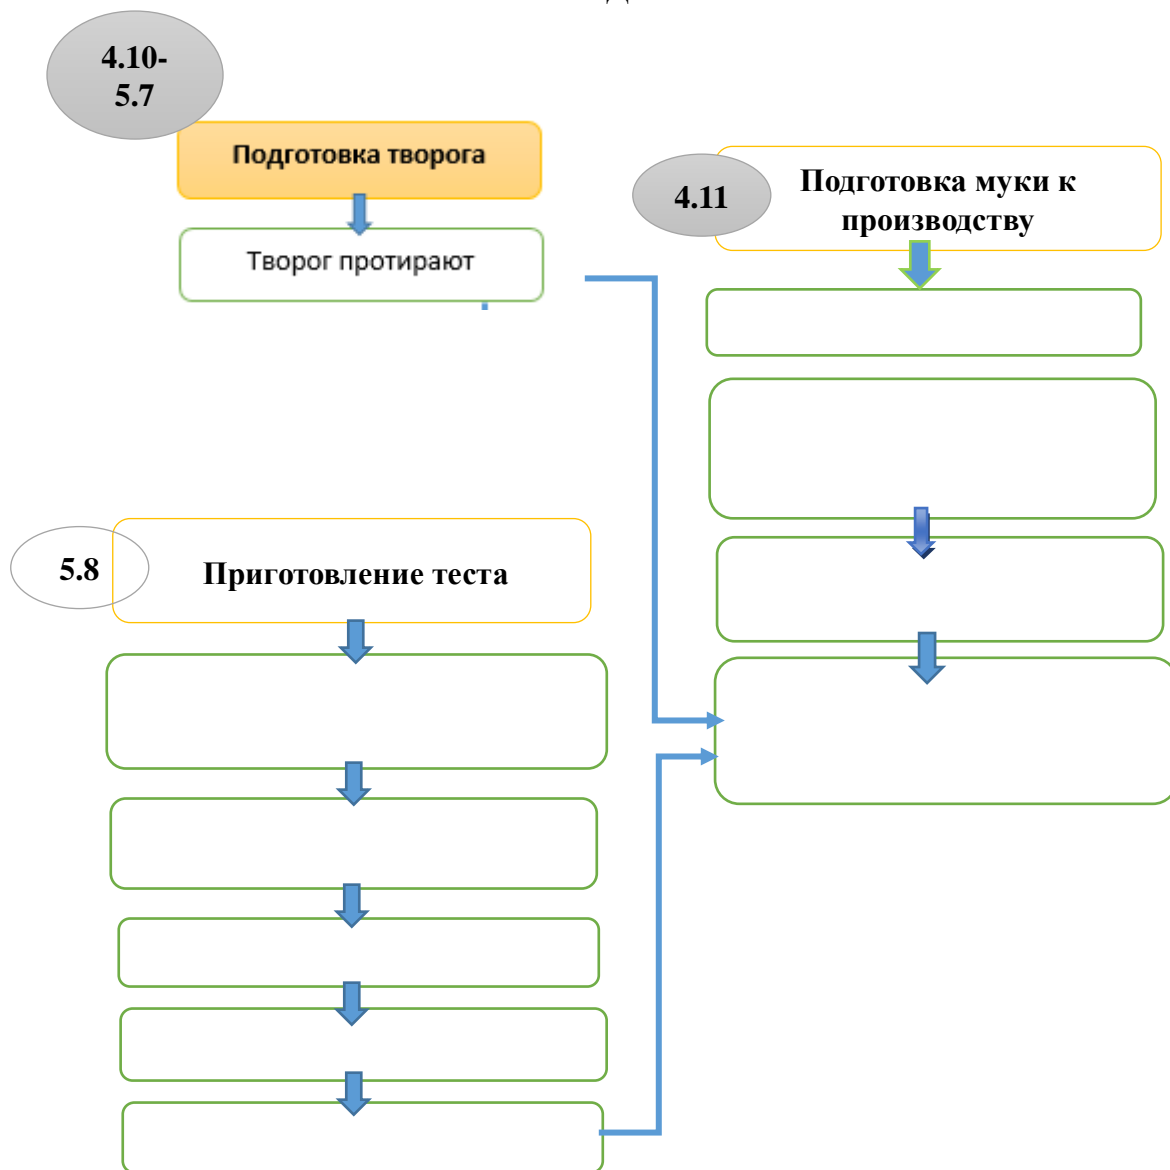 4.10-
5.7
Подготовка творога
Творог протирают
4.11
Подготовка муки к
производству
5.8
Приготовление теста